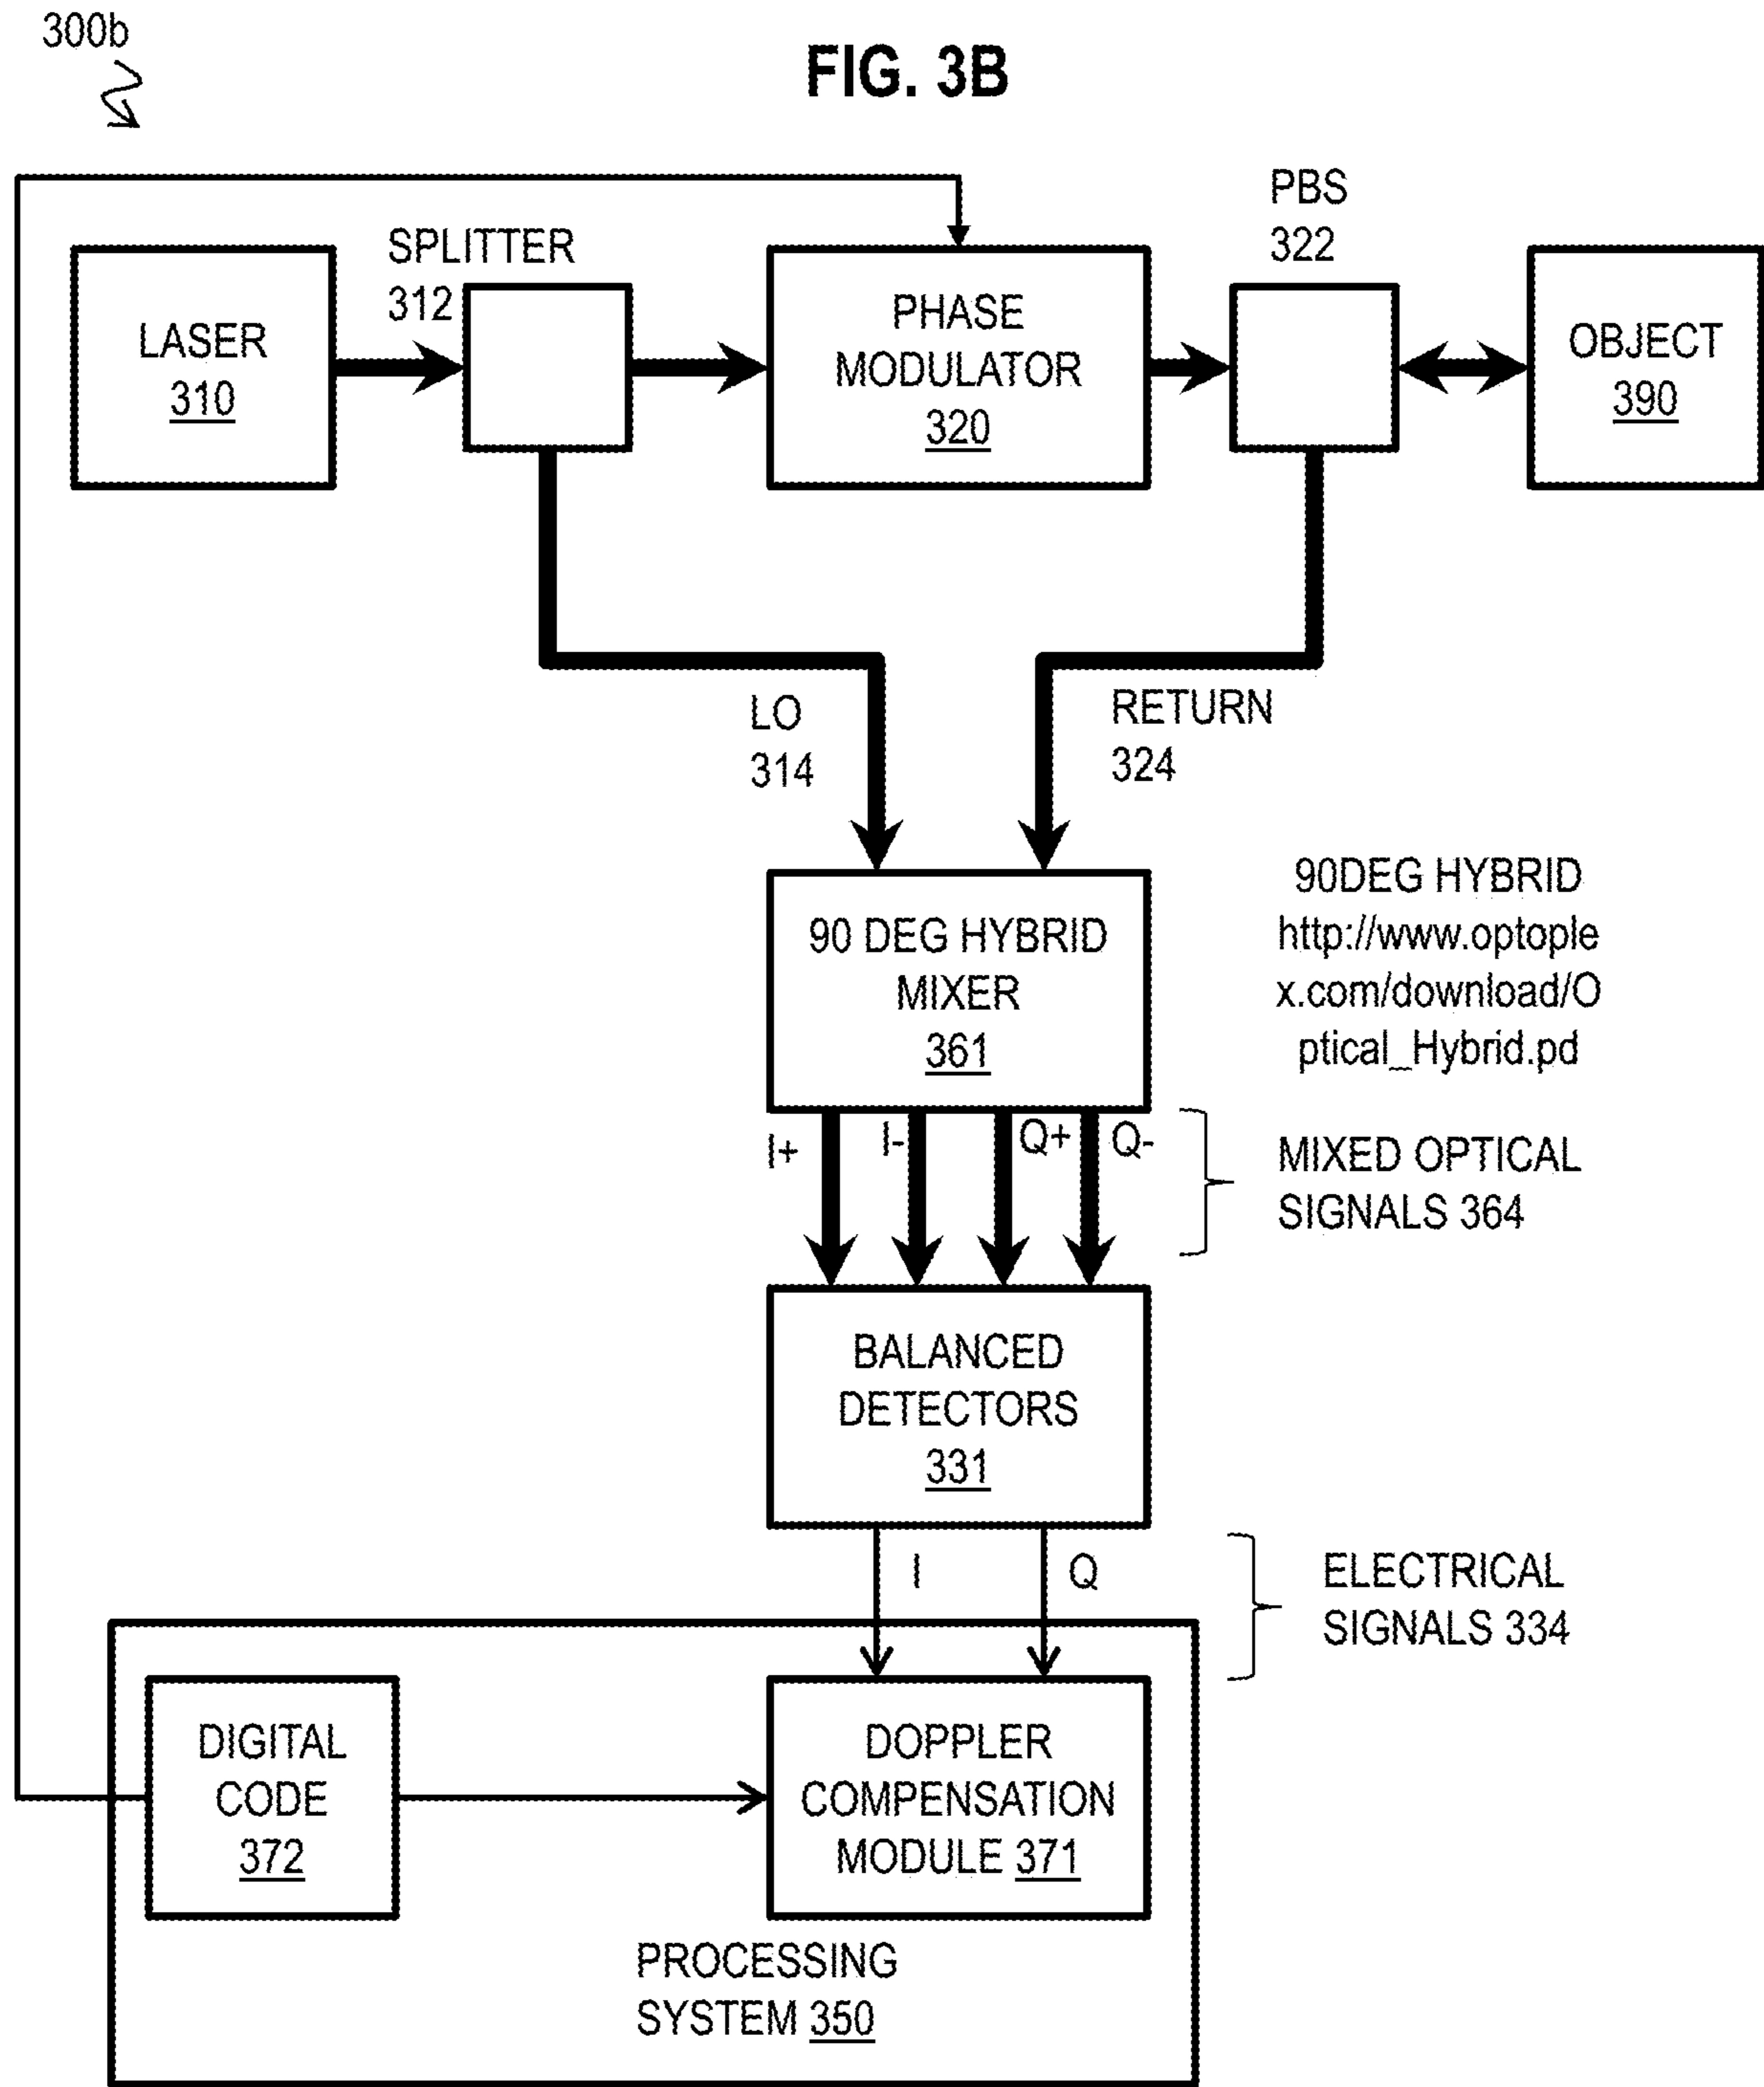 300b
FIG. 3B
LASER
310
SPLITTER
312
PHASE
MODULATOR
320
PBS
322
OBJECT
390
LO
314
RETURN
324
90 DEG HYBRID
MIXER
361
90DEG HYBRID
http://www.optople
x.com/download/O
ptical_Hybrid.pd
I+
I-
Q+
Q-
MIXED OPTICAL
SIGNALS 364
BALANCED
DETECTORS
331
I
Q
ELECTRICAL
SIGNALS 334
DIGITAL
CODE
372
DOPPLER
COMPENSATION
MODULE 371
PROCESSING
SYSTEM 350